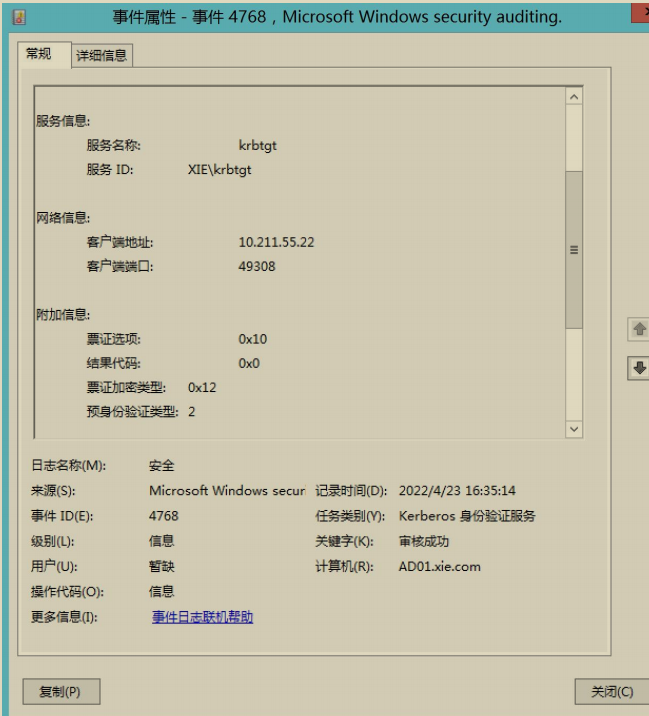 事件属性 - 事件 4768，Microsoft Windows security auditing.
常规 详细信息
服务信息:
服务名称: krbtgt
服务 ID: XIE\krbtgt
网络信息:
客户端地址: 10.211.55.22
客户端端口: 49308
附加信息:
票证选项: 0x10
结果代码: 0x0
票证加密类型: 0x12
预身份验证类型: 2
日志名称(M): 安全
来源(S): Microsoft Windows secur 记录时间(D): 2022/4/23 16:35:14
事件 ID(E): 4768 任务类别(Y): Kerberos 身份验证服务
级别(L): 信息 关键字(K): 审核成功
用户(U): 暂缺 计算机(R): AD01.xie.com
操作代码(O): 信息
更多信息(I): 事件日志联机帮助
复制(P) 关闭(C)